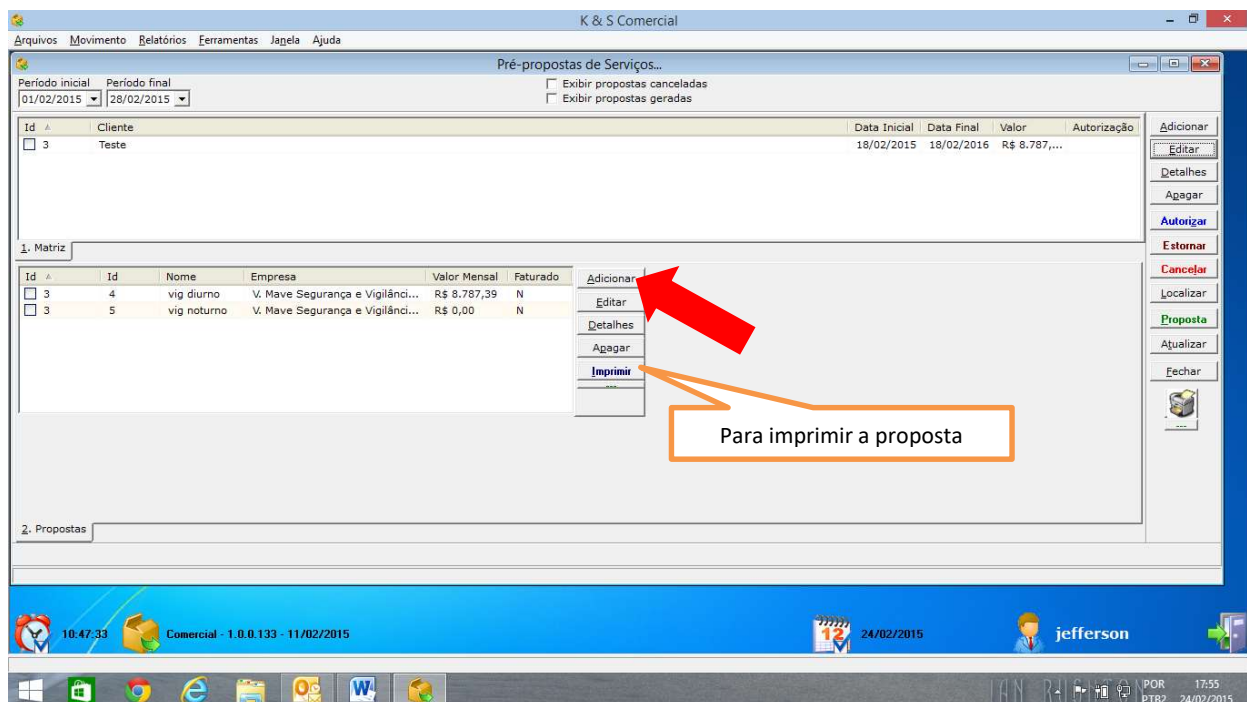 K & S Comercial
Arquivos Movimento Relatórios Ferramentas Janela Ajuda
Pré-propostas de Serviços...
Período inicial Período final
01/02/2015 28/02/2015
Exibir propostas canceladas
Exibir propostas geradas
Id Cliente Data Inicial Data Final Valor Autorização
3 Teste 18/02/2015 18/02/2016 R$ 8.787,...
Adicionar
Editar
Detalhes
Apagar
Autorizar
Estornar
Cancelar
Localizar
Proposta
Atualizar
Fechar
---
1. Matriz
Id Id Nome Empresa Valor Mensal Faturado
3 4 vig diurno V. Mave Segurança e Vigilânci... R$ 8.787,39 N
3 5 vig noturno V. Mave Segurança e Vigilânci... R$ 0,00 N
Adicionar
Editar
Detalhes
Apagar
Imprimir
---
Para imprimir a proposta
2. Propostas
10:47:33 Comercial - 1.0.0.133 - 11/02/2015 12 24/02/2015 jefferson
POR 17:55
PTB2 24/02/2015